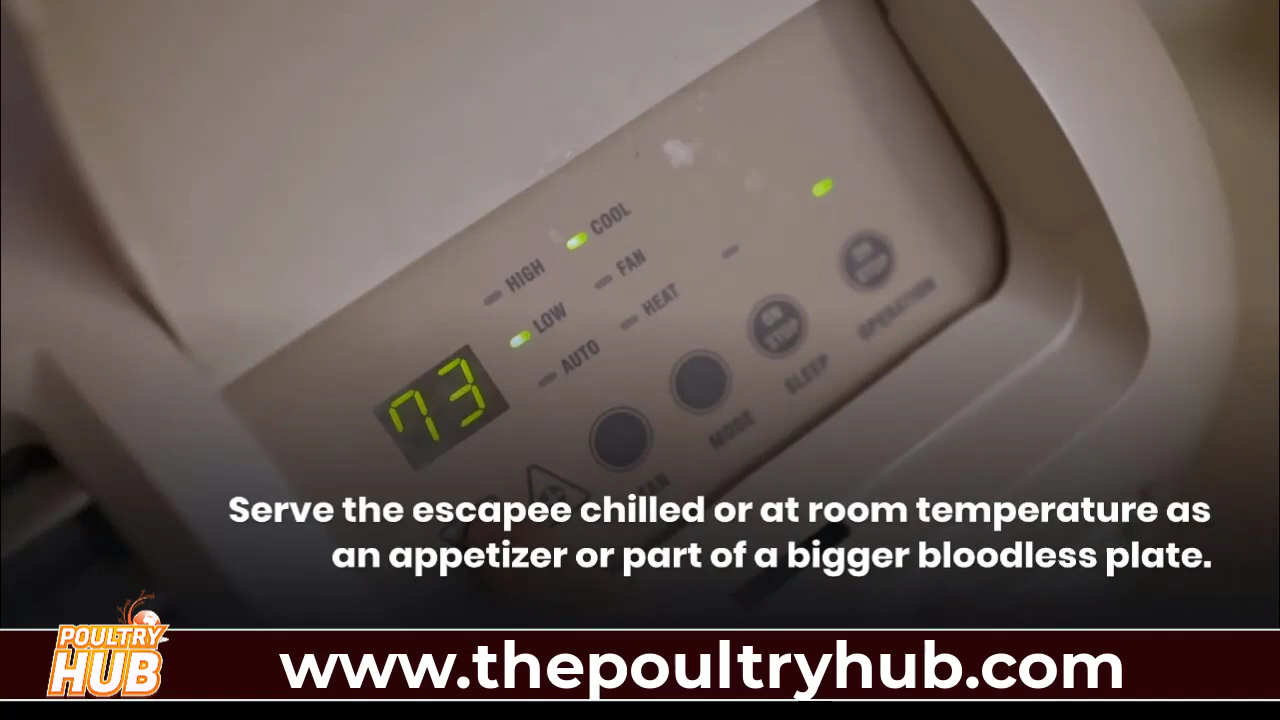 COOL
HIGH
FAN
LOW
HEAT
AUTO
73
STOP
OPERATION
SLEEP
MODE
Serve the escapee chilled or at room temperature as
an appetizer or part of a bigger bloodless plate.
POULTRY
HUB
www.thepoultryhub.com